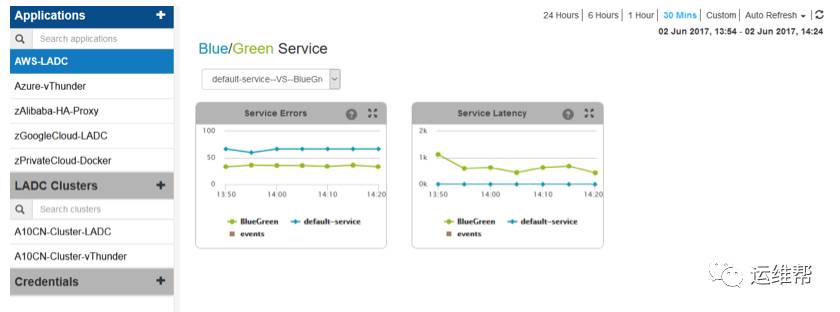 Applications +
Search applications
AWS-LADC
Azure-vThunder
zAlibaba-HA-Proxy
zGoogleCloud-LADC
zPrivateCloud-Docker
LADC Clusters +
Search clusters
A10CN-Cluster-LADC
A10CN-Cluster-vThunder
Credentials +
24 Hours | 6 Hours | 1 Hour | 30 Mins | Custom | Auto Refresh
02 Jun 2017, 13:54 - 02 Jun 2017, 14:24
Blue/Green Service
default-service--VS--BlueGr
Service Errors ?
100
50
0
13:50 14:00 14:10 14:20
BlueGreen default-service
events
Service Latency ?
2k
1k
0k
13:50 14:00 14:10 14:20
BlueGreen default-service
events
运维帮